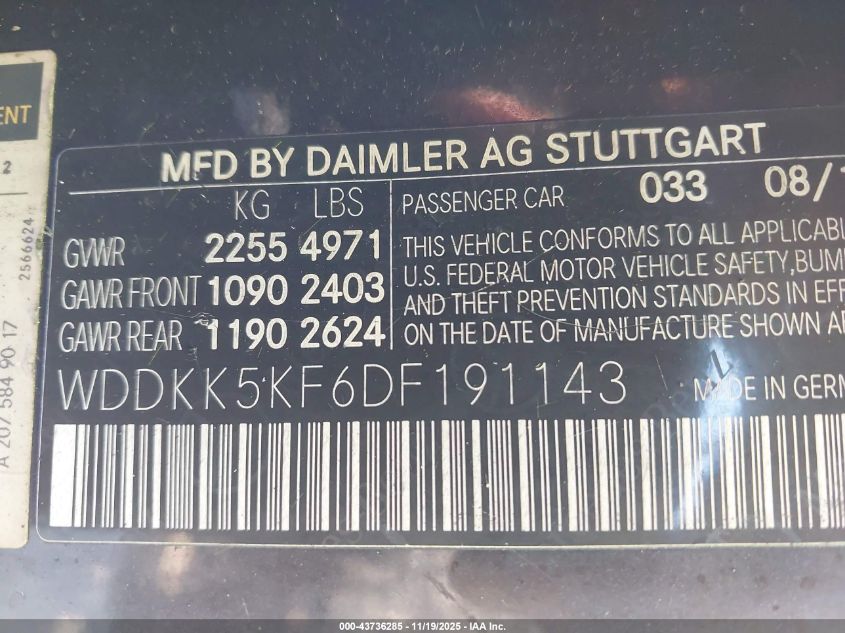 ENT
2
2566624
A 207 584 90 17
MFD BY DAIMLER AG STUTTGART
KG LBS
GVWR 2255 4971
GAWR FRONT 1090 2403
GAWR REAR 1190 2624
PASSENGER CAR 033 08/1
THIS VEHICLE CONFORMS TO ALL APPLICABL
U.S. FEDERAL MOTOR VEHICLE SAFETY, BUM
AND THEFT PREVENTION STANDARDS IN EFF
ON THE DATE OF MANUFACTURE SHOWN AB
WDDKK5KF6DF191143
MADE IN GERM
000-43736285 - 11/19/2025 - IAA Inc.